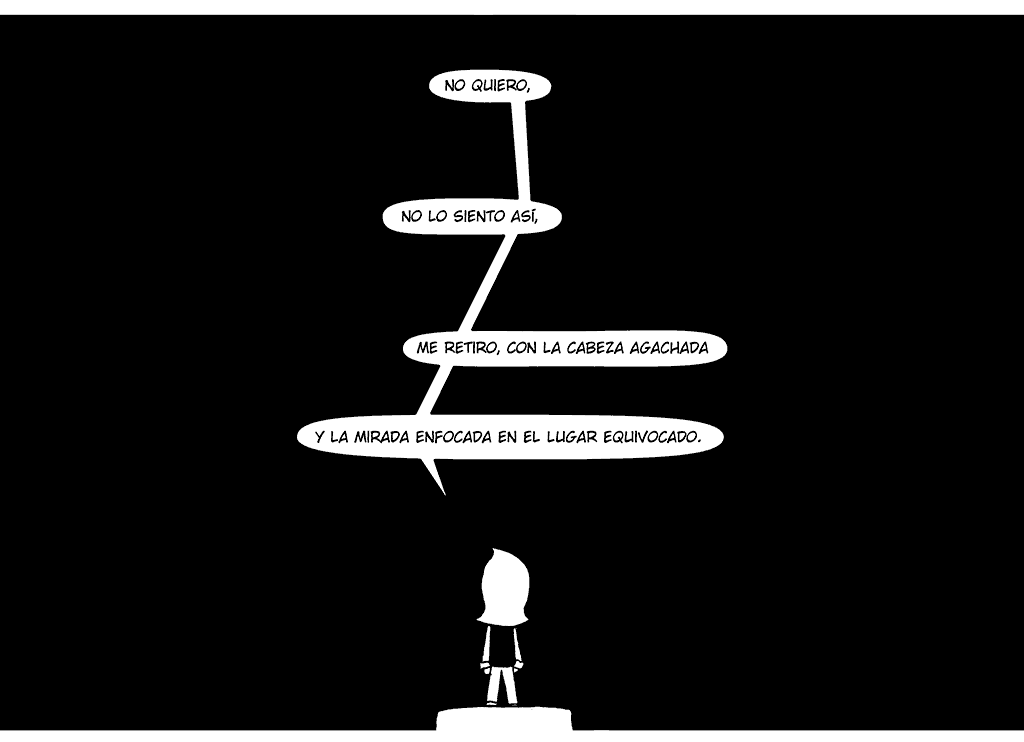 NO QUIERO,
NO LO SIENTO ASÍ,
ME RETIRO, CON LA CABEZA AGACHADA
Y LA MIRADA ENFOCADA EN EL LUGAR EQUIVOCADO.